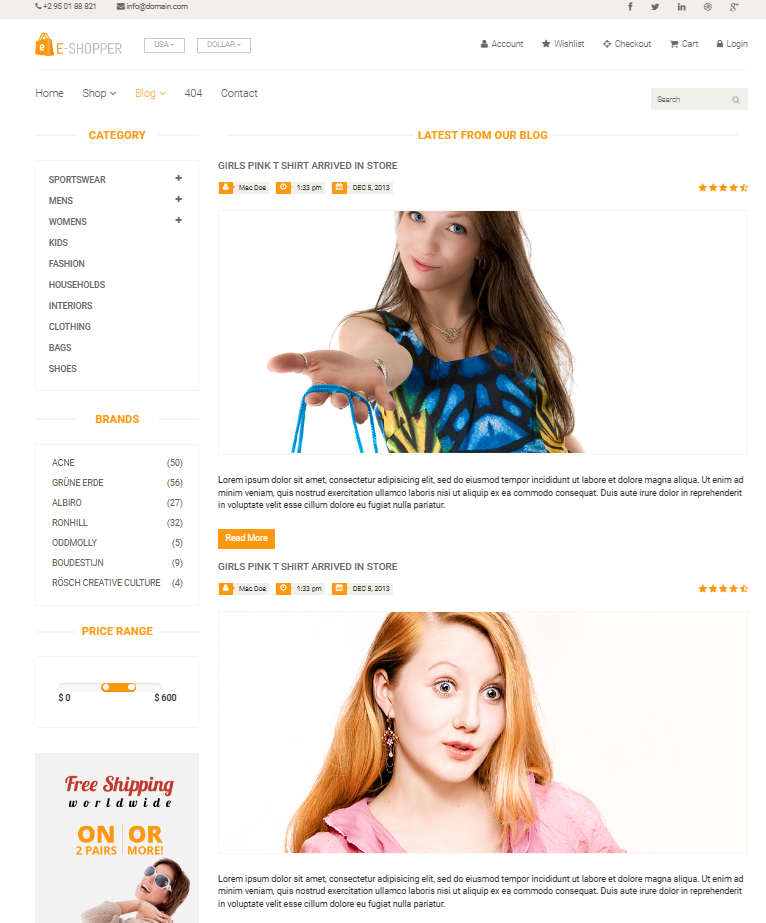 +2 95 01 88 821 info@domain.com
E-SHOPPER
USA DOLLAR
Account Wishlist Checkout Cart Login
Home Shop Blog 404 Contact
Search
CATEGORY
SPORTSWEAR
MENS
WOMENS
KIDS
FASHION
HOUSEHOLDS
INTERIORS
CLOTHING
BAGS
SHOES
BRANDS
ACNE (50)
GRÜNE ERDE (56)
ALBIRO (27)
RONHILL (32)
ODDMOLLY (5)
BOUDESTIJN (9)
RÖSCH CREATIVE CULTURE (4)
PRICE RANGE
$ 0 $ 600
Free Shipping
worldwide
ON OR
2 PAIRS MORE!
LATEST FROM OUR BLOG
GIRLS PINK T SHIRT ARRIVED IN STORE
Mac Doe 1:33 pm DEC 5, 2013
Lorem ipsum dolor sit amet, consectetur adipisicing elit, sed do eiusmod tempor incididunt ut labore et dolore magna aliqua. Ut enim ad
minim veniam, quis nostrud exercitation ullamco laboris nisi ut aliquip ex ea commodo consequat. Duis aute irure dolor in reprehenderit
in voluptate velit esse cillum dolore eu fugiat nulla pariatur.
Read More
GIRLS PINK T SHIRT ARRIVED IN STORE
Mac Doe 1:33 pm DEC 5, 2013
Lorem ipsum dolor sit amet, consectetur adipisicing elit, sed do eiusmod tempor incididunt ut labore et dolore magna aliqua. Ut enim ad
minim veniam, quis nostrud exercitation ullamco laboris nisi ut aliquip ex ea commodo consequat. Duis aute irure dolor in reprehenderit
in voluptate velit esse cillum dolore eu fugiat nulla pariatur.